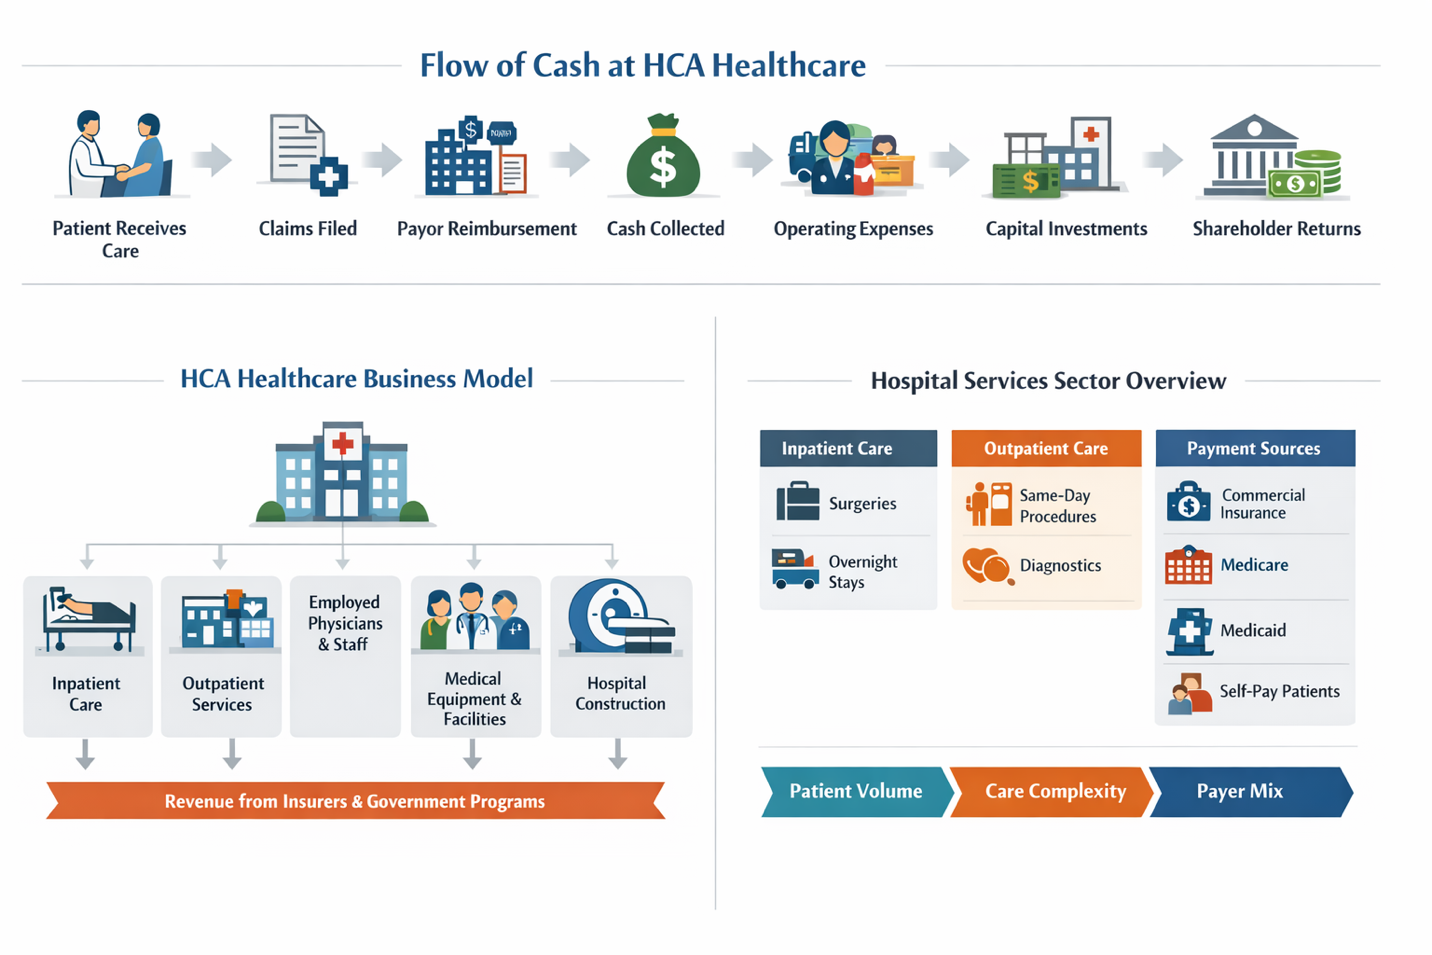 Flow of Cash at HCA Healthcare
$
$
$
$
Patient Receives
Care
Claims Filed
Payor Reimbursement
Cash Collected
Operating Expenses
Capital Investments
Shareholder Returns
HCA Healthcare Business Model
Inpatient
Care
Outpatient
Services
Employed
Physicians
& Staff
Medical
Equipment &
Facilities
Hospital
Construction
Revenue from Insurers & Government Programs
Hospital Services Sector Overview
Inpatient Care
Surgeries
Overnight
Stays
Outpatient Care
Same-Day
Procedures
Diagnostics
Payment Sources
$
Commercial
Insurance
Medicare
Medicaid
Self-Pay Patients
Patient Volume
Care Complexity
Payer Mix